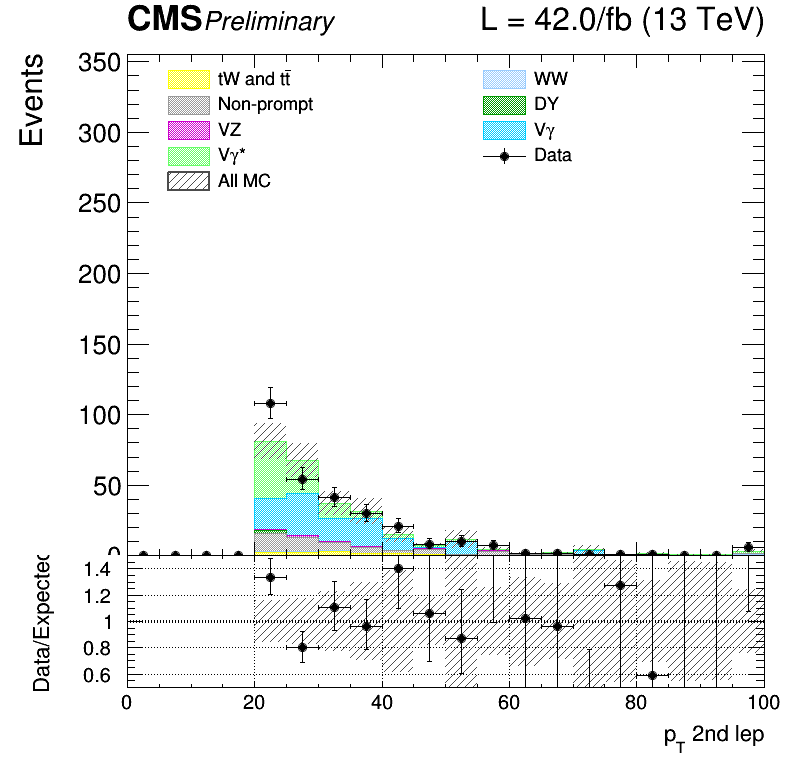 CMS Preliminary L = 42.0/fb (13 TeV)
Events
350
300
250
200
150
100
50
0
tW and tt̄
Non-prompt
VZ
Vγ*
All MC
WW
DY
Vγ
Data
Data/Expected
1.4
1.2
1
0.8
0.6
0 20 40 60 80 100
p_T 2nd lep